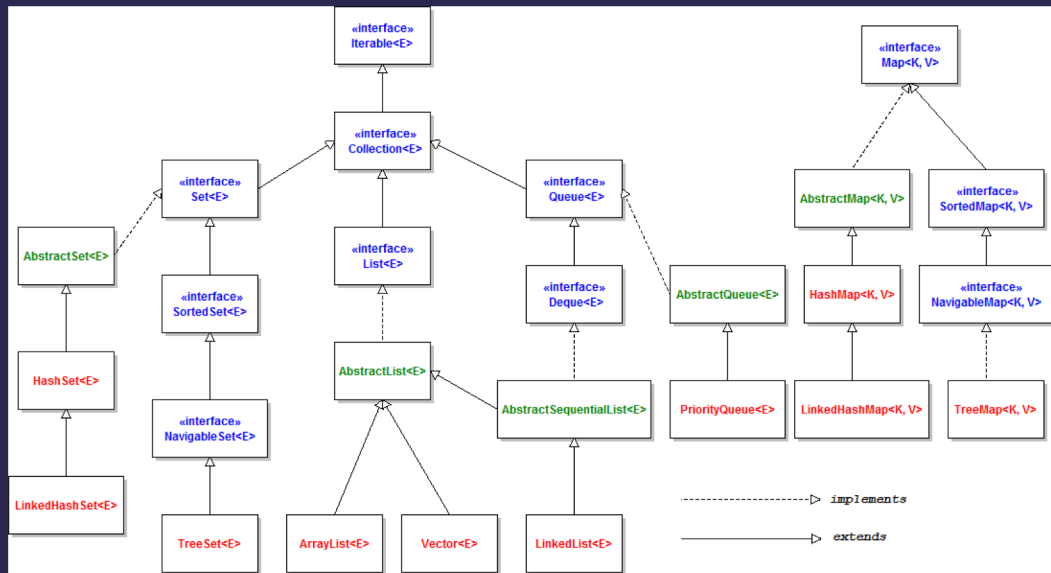 «interface»
Iterable<E>
«interface»
Map<K, V>
«interface»
Collection<E>
«interface»
Set<E>
«interface»
Queue<E>
AbstractMap<K, V>
«interface»
SortedMap<K, V>
AbstractSet<E>
«interface»
List<E>
«interface»
SortedSet<E>
«interface»
Deque<E>
AbstractQueue<E>
HashMap<K, V>
«interface»
NavigableMap<K, V>
HashSet<E>
AbstractList<E>
«interface»
NavigableSet<E>
AbstractSequentialList<E>
PriorityQueue<E>
LinkedHashMap<K, V>
TreeMap<K, V>
LinkedHashSet<E>
TreeSet<E>
ArrayList<E>
Vector<E>
LinkedList<E>
implements
extends